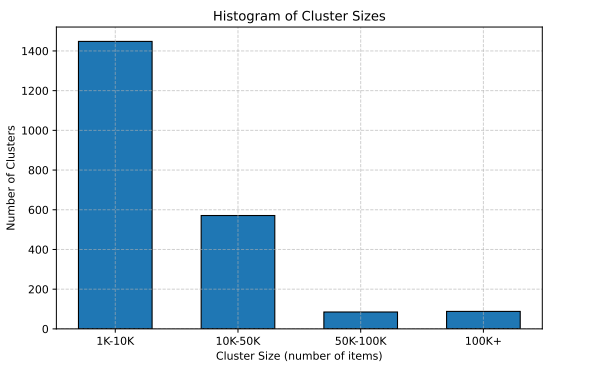 Histogram of Cluster Sizes
Number of Clusters
1400
1200
1000
800
600
400
200
0
1K-10K 10K-50K 50K-100K 100K+
Cluster Size (number of items)